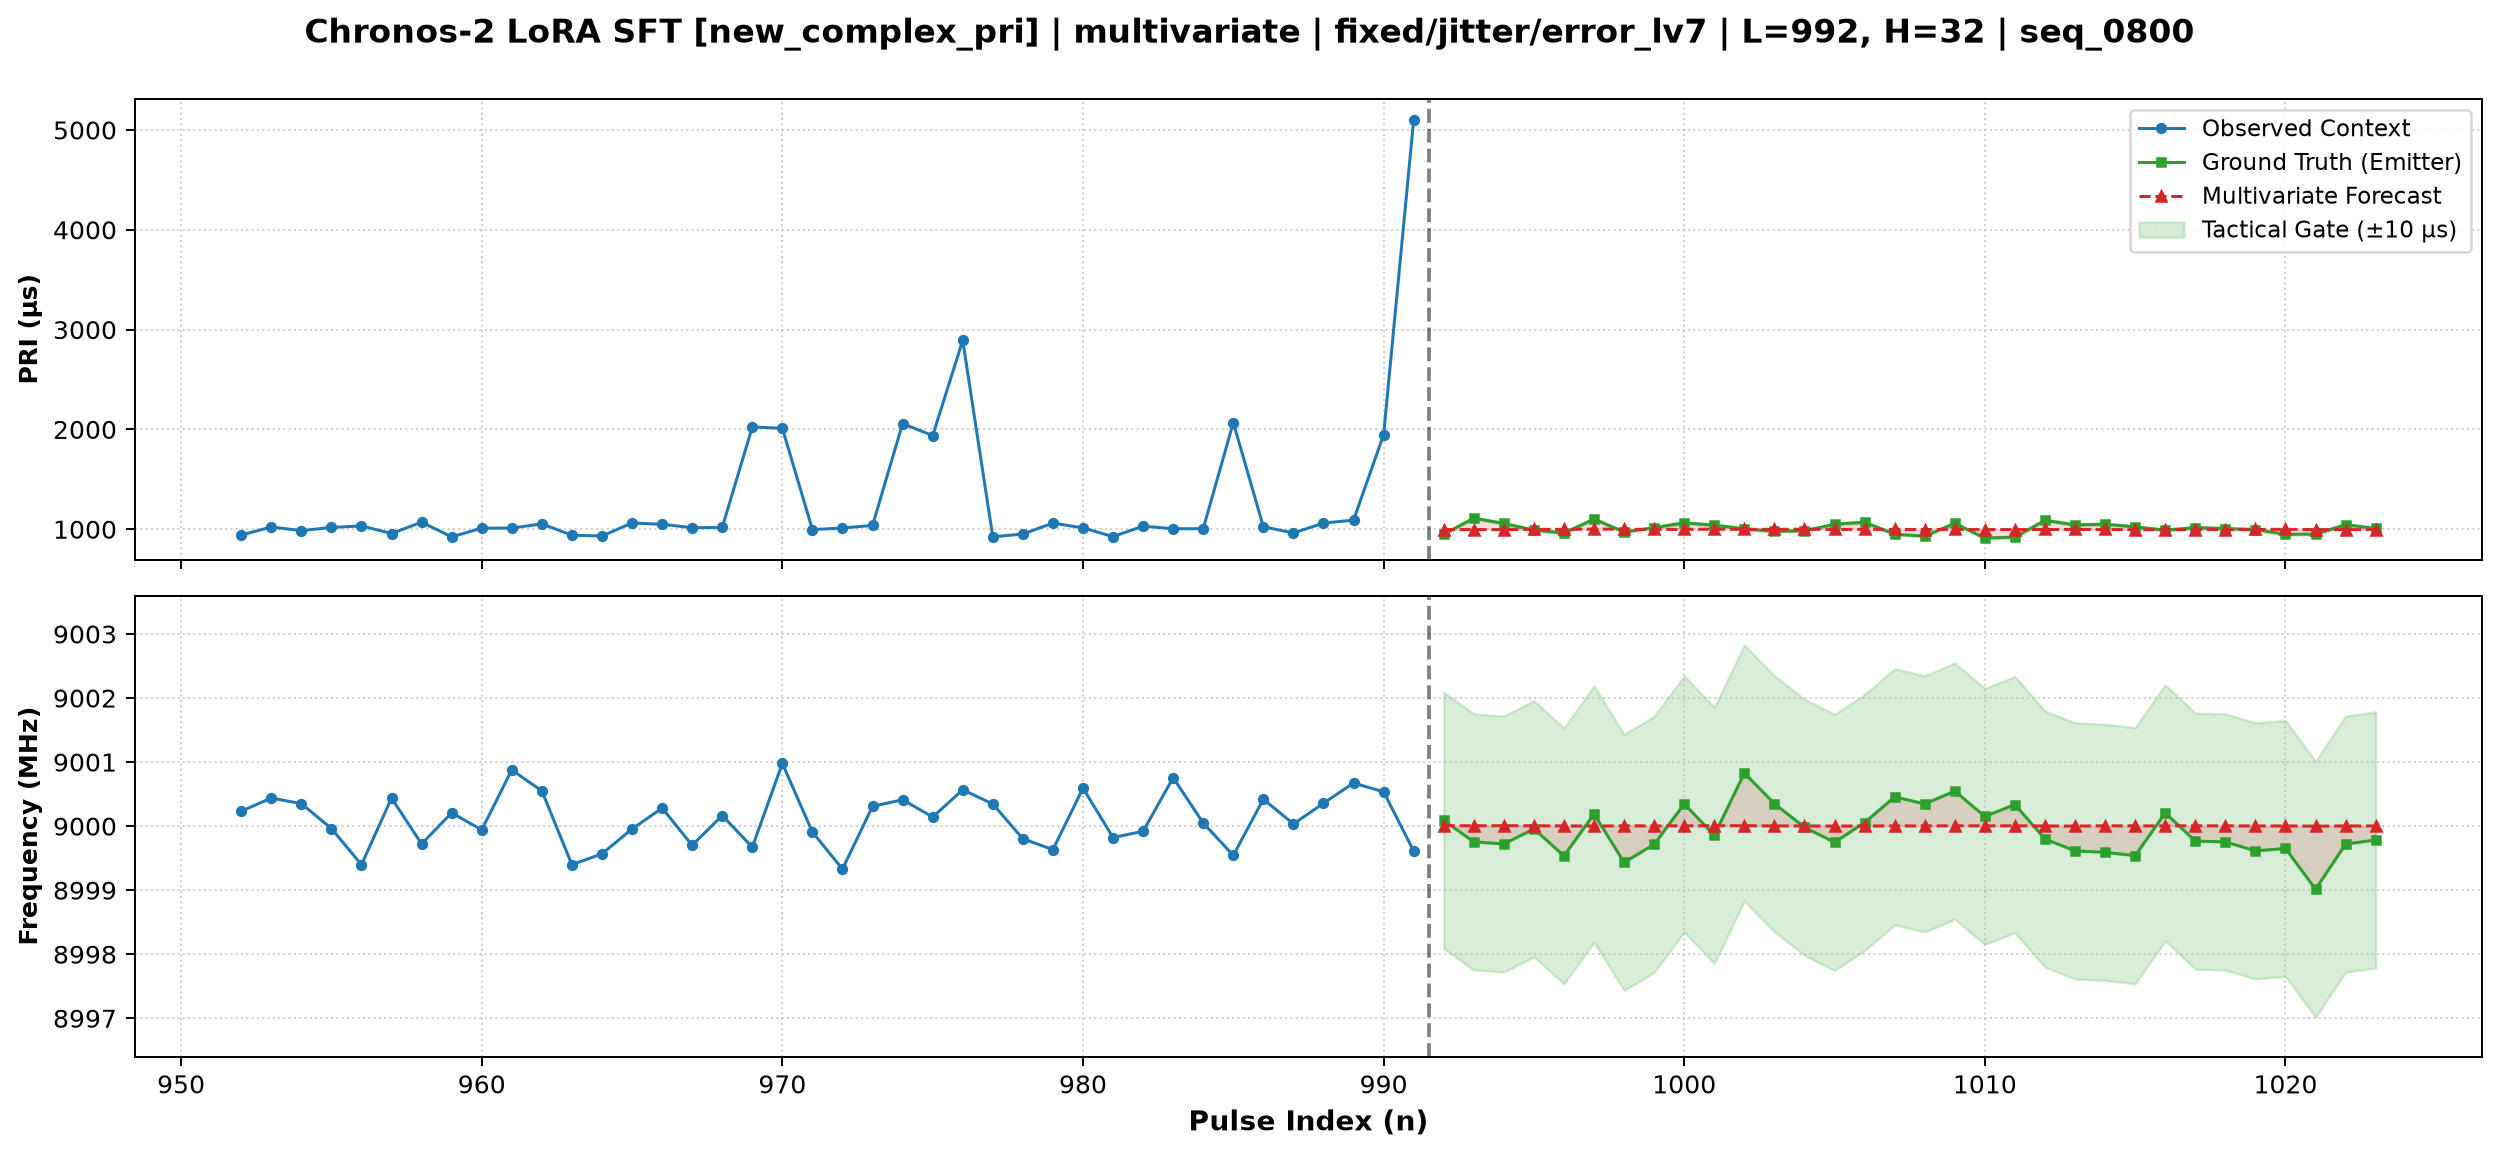 Chronos-2 LoRA SFT [new_complex_pri] | multivariate | fixed/jitter/error_lv7 | L=992, H=32 | seq_0800
5000
4000
3000
2000
1000
PRI (μs)
Observed Context
Ground Truth (Emitter)
Multivariate Forecast
Tactical Gate (±10 μs)
9003
9002
9001
9000
8999
8998
8997
Frequency (MHz)
950
960
970
980
990
1000
1010
1020
Pulse Index (n)